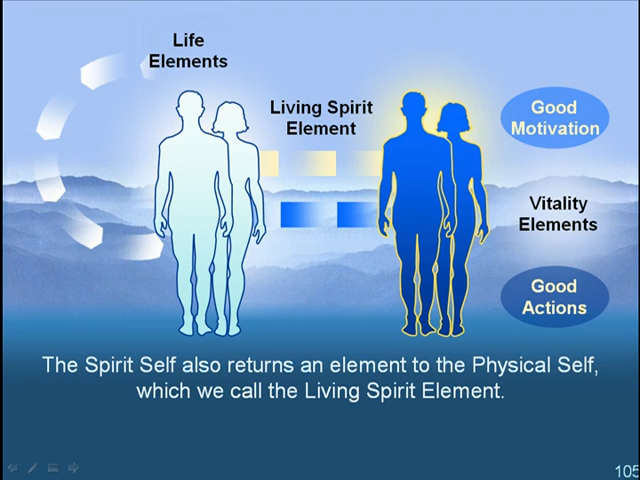 Life
Elements
Living Spirit
Element
Good
Motivation
Vitality
Elements
Good
Actions
The Spirit Self also returns an element to the Physical Self,
which we call the Living Spirit Element.
105